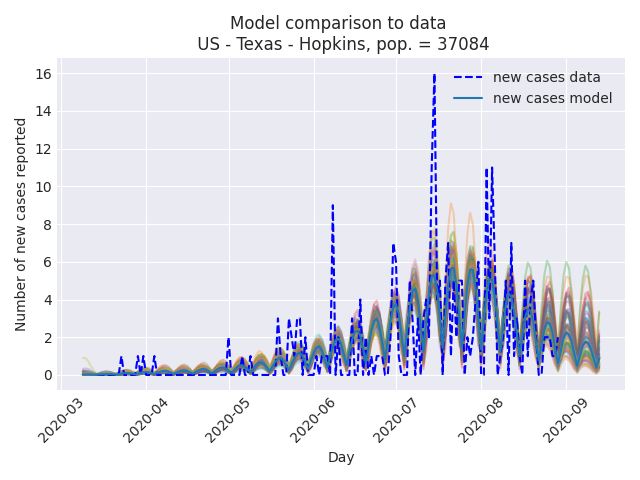 Model comparison to data
US - Texas - Hopkins, pop. = 37084
Number of new cases reported
16
14
12
10
8
6
4
2
0
new cases data
new cases model
2020-03
2020-04
2020-05
2020-06
2020-07
2020-08
2020-09
Day